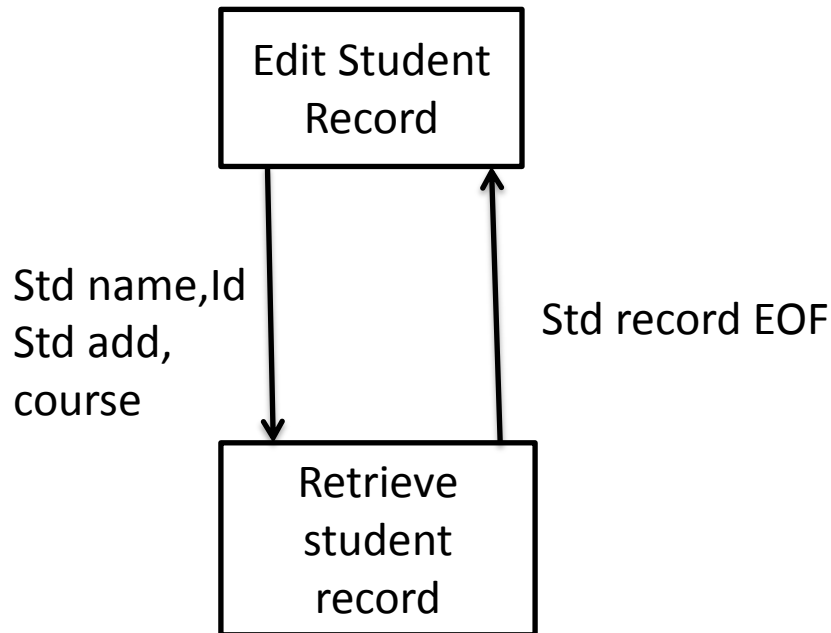 Edit Student
Record
Std name,Id
Std add,
course
Std record EOF
Retrieve
student
record